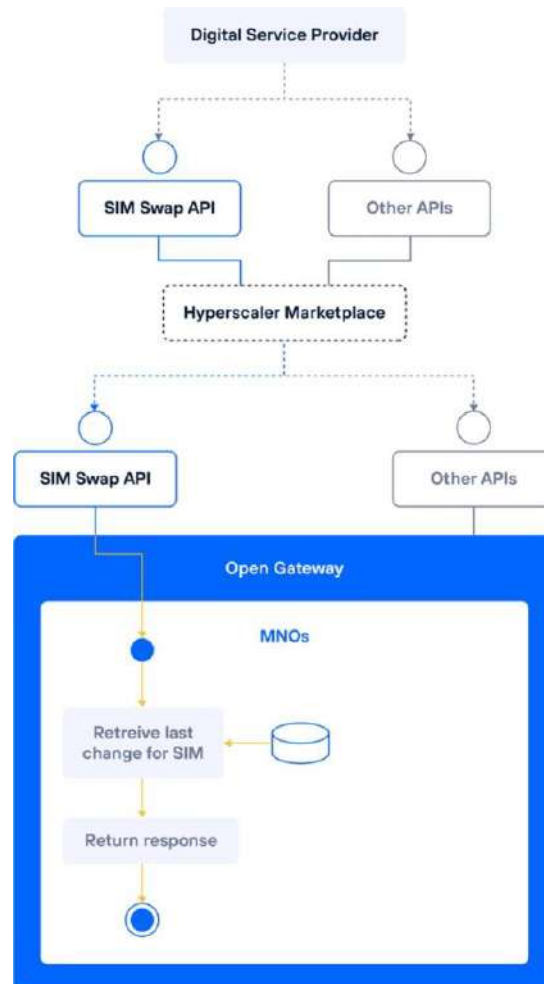 Digital Service Provider
SIM Swap API
Other APIs
Hyperscaler Marketplace
SIM Swap API
Other APIs
Open Gateway
MNOs
Retreive last
change for SIM
Return response